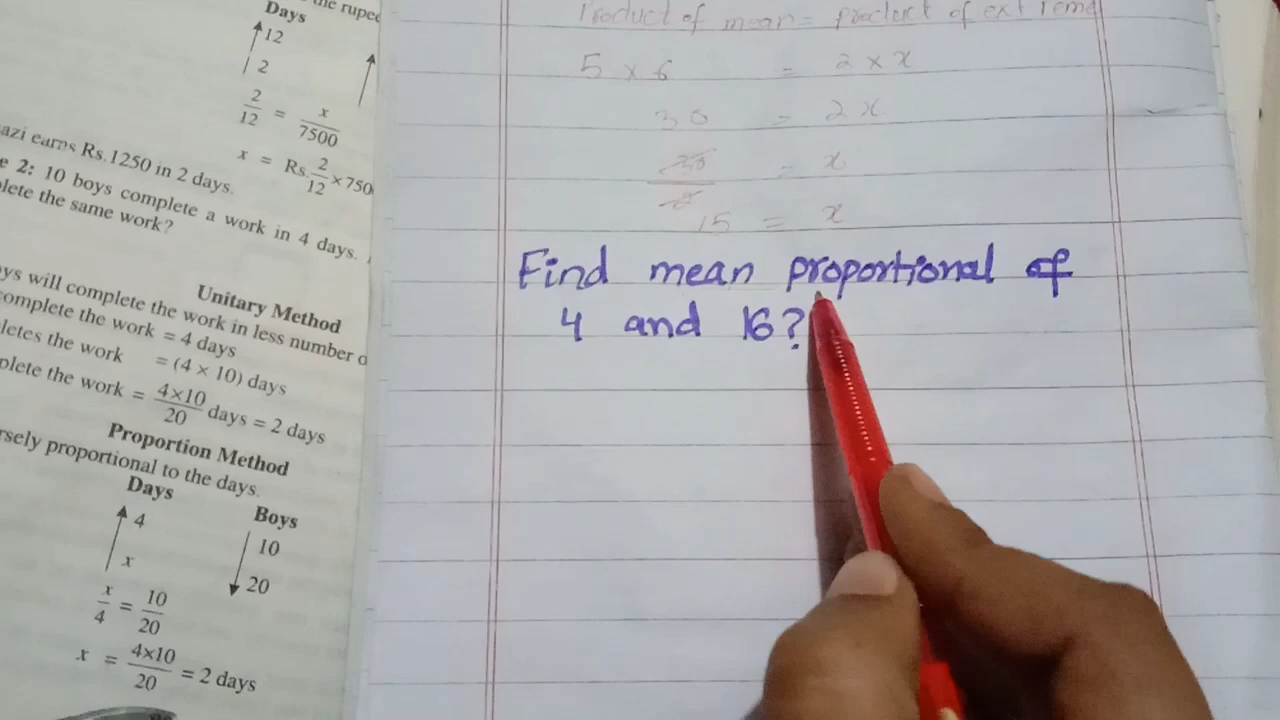 the rupee
Days
12
2
2/12 = x/7500
x = Rs. 2/12 × 750
azi earns Rs.1250 in 2 days.
e 2: 10 boys complete a work in 4 days.
plete the same work?
Unitary Method
ys will complete the work in less number o
complete the work = 4 days
letes the work = (4 × 10) days
plete the work = 4×10/20 days = 2 days
Proportion Method
rsely proportional to the days.
Days Boys
4 10
x 20
x/4 = 10/20
x = 4×10/20 = 2 days
Product of mean = product of extreme
5 × 6 = 2 × x
30 = 2x
30/2 = x
15 = x
Find mean proportional of
4 and 16?